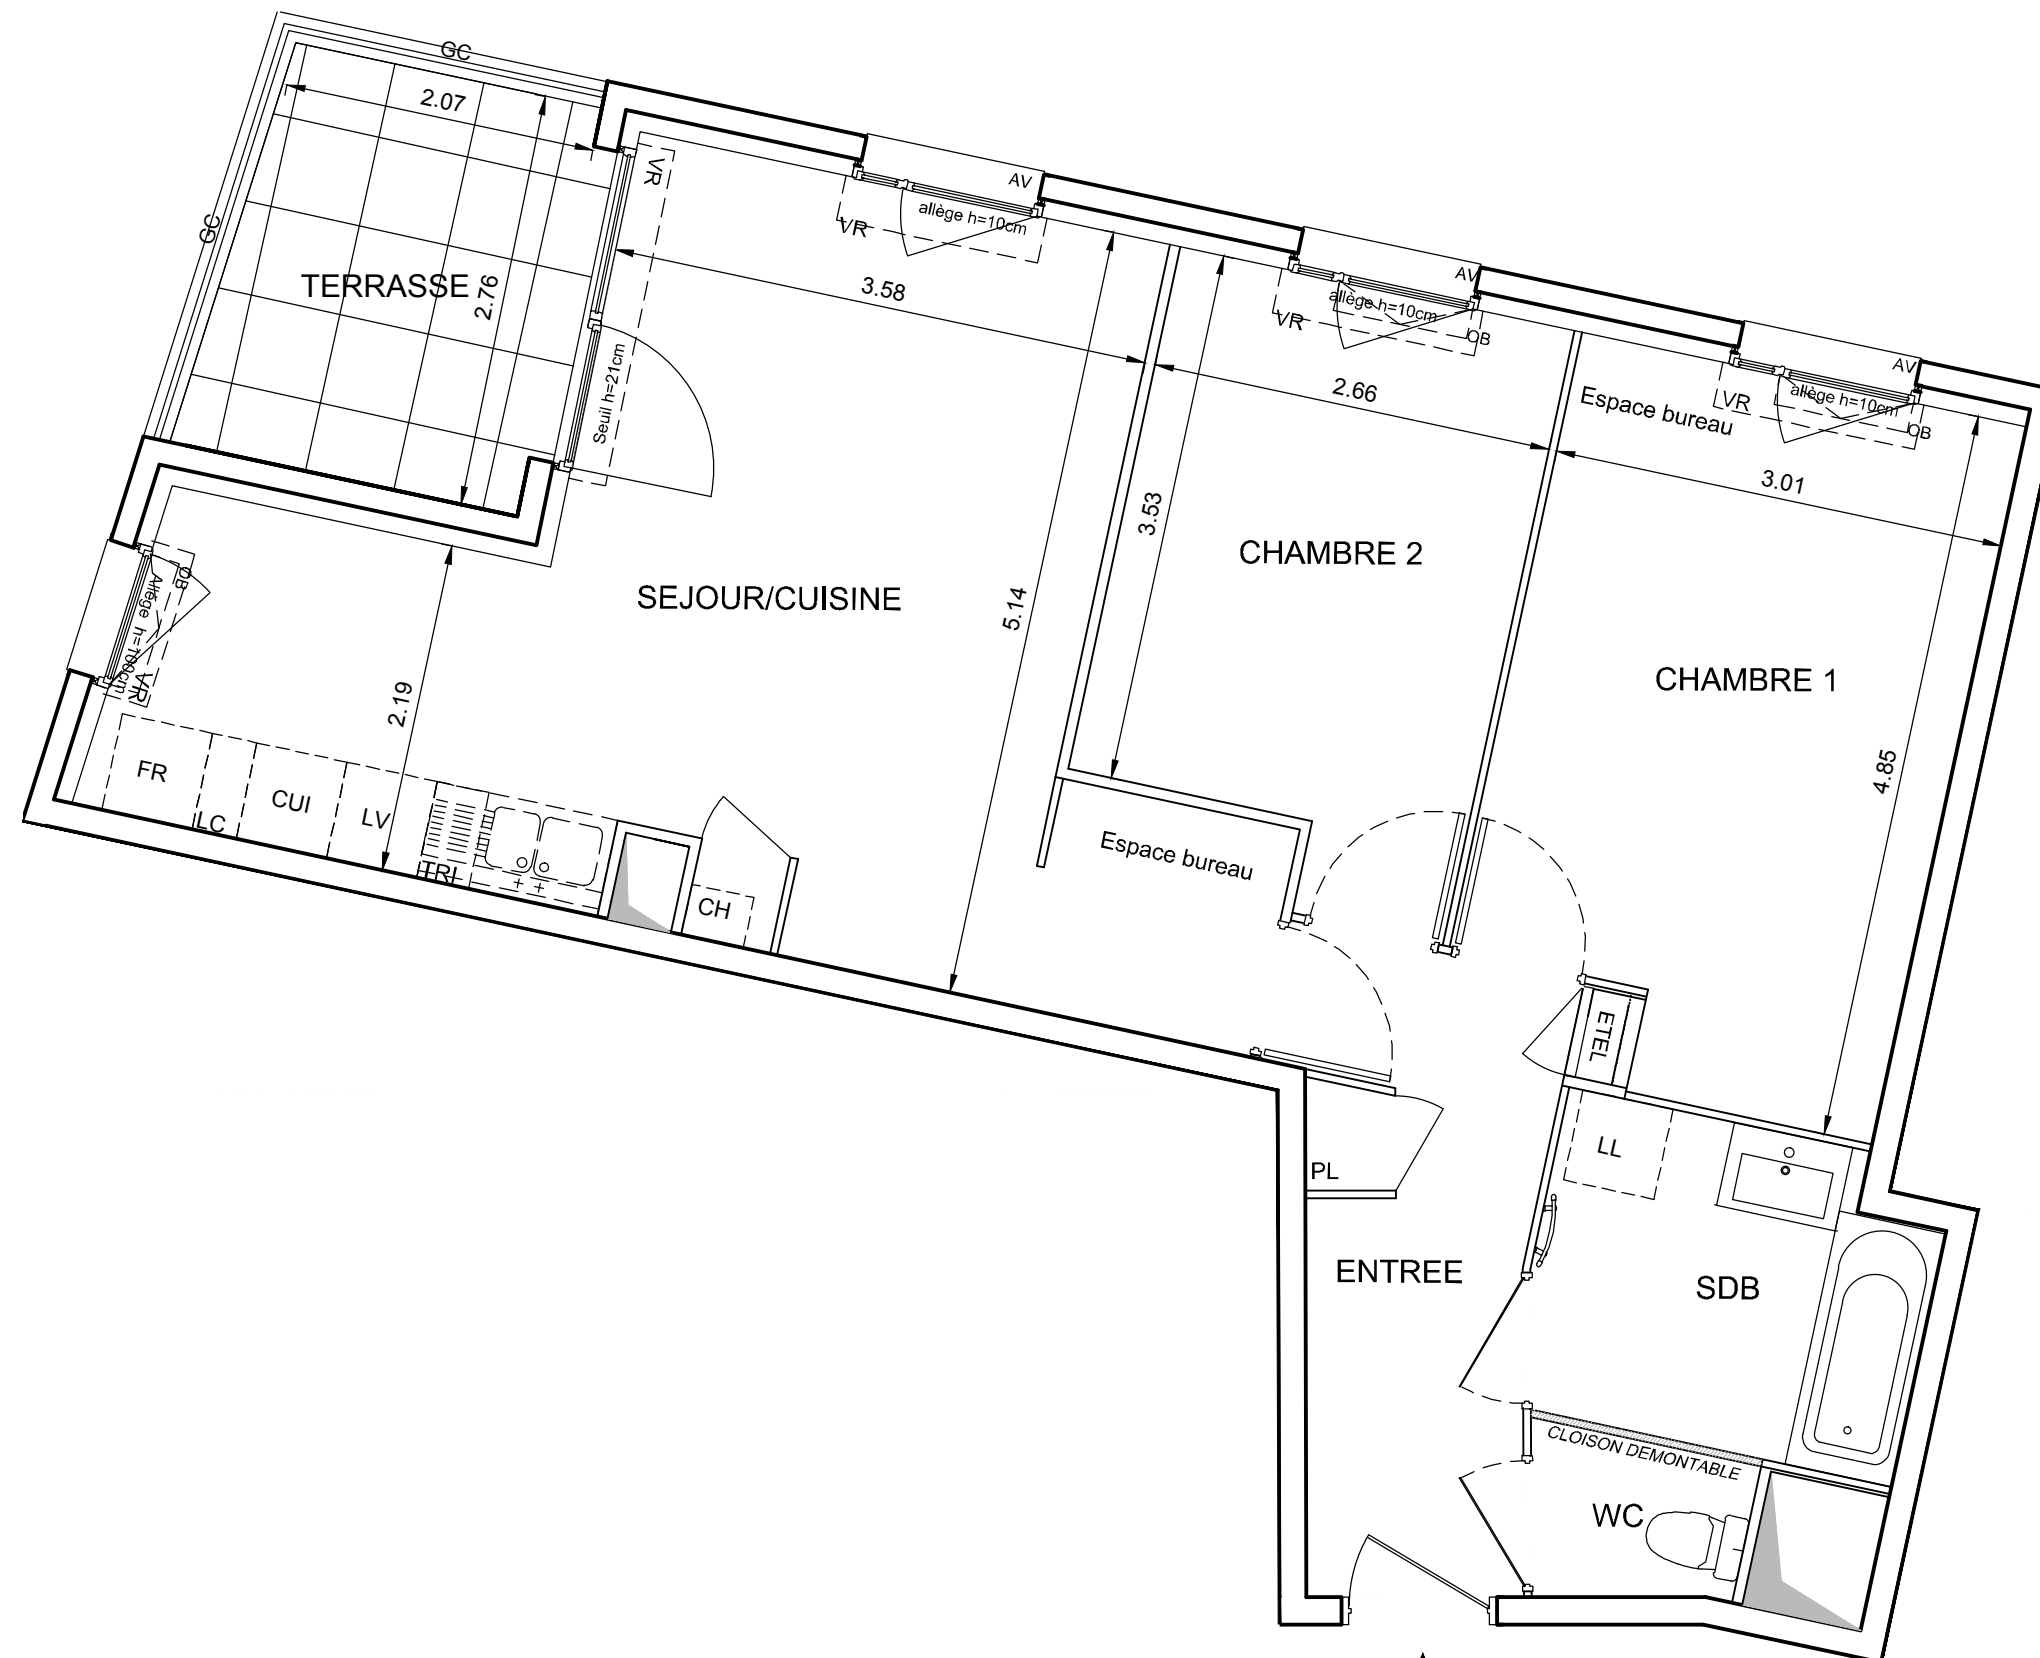 GC
2.07
GC
TERRASSE
2.76
VR
Seuil h=21cm
AV
allège h=10cm
VR
3.58
AV
allège h=10cm
VR
OB
2.66
AV
allège h=10cm
VR
OB
Espace bureau
3.01
3.53
CHAMBRE 2
SEJOUR/CUISINE
5.14
CHAMBRE 1
4.85
OB
Allège h=100cm
VR
2.19
FR
LC
CUI
LV
TRI
CH
Espace bureau
ETEL
LL
PL
ENTREE
SDB
CLOISON DEMONTABLE
WC